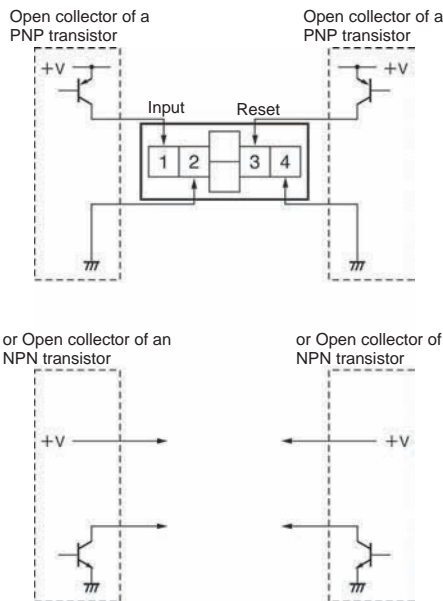 Open collector of a
PNP transistor
Open collector of a
PNP transistor
+V
+V
Input
Reset
1 2 3 4
or Open collector of an
NPN transistor
or Open collector of
NPN transistor
+V
+V